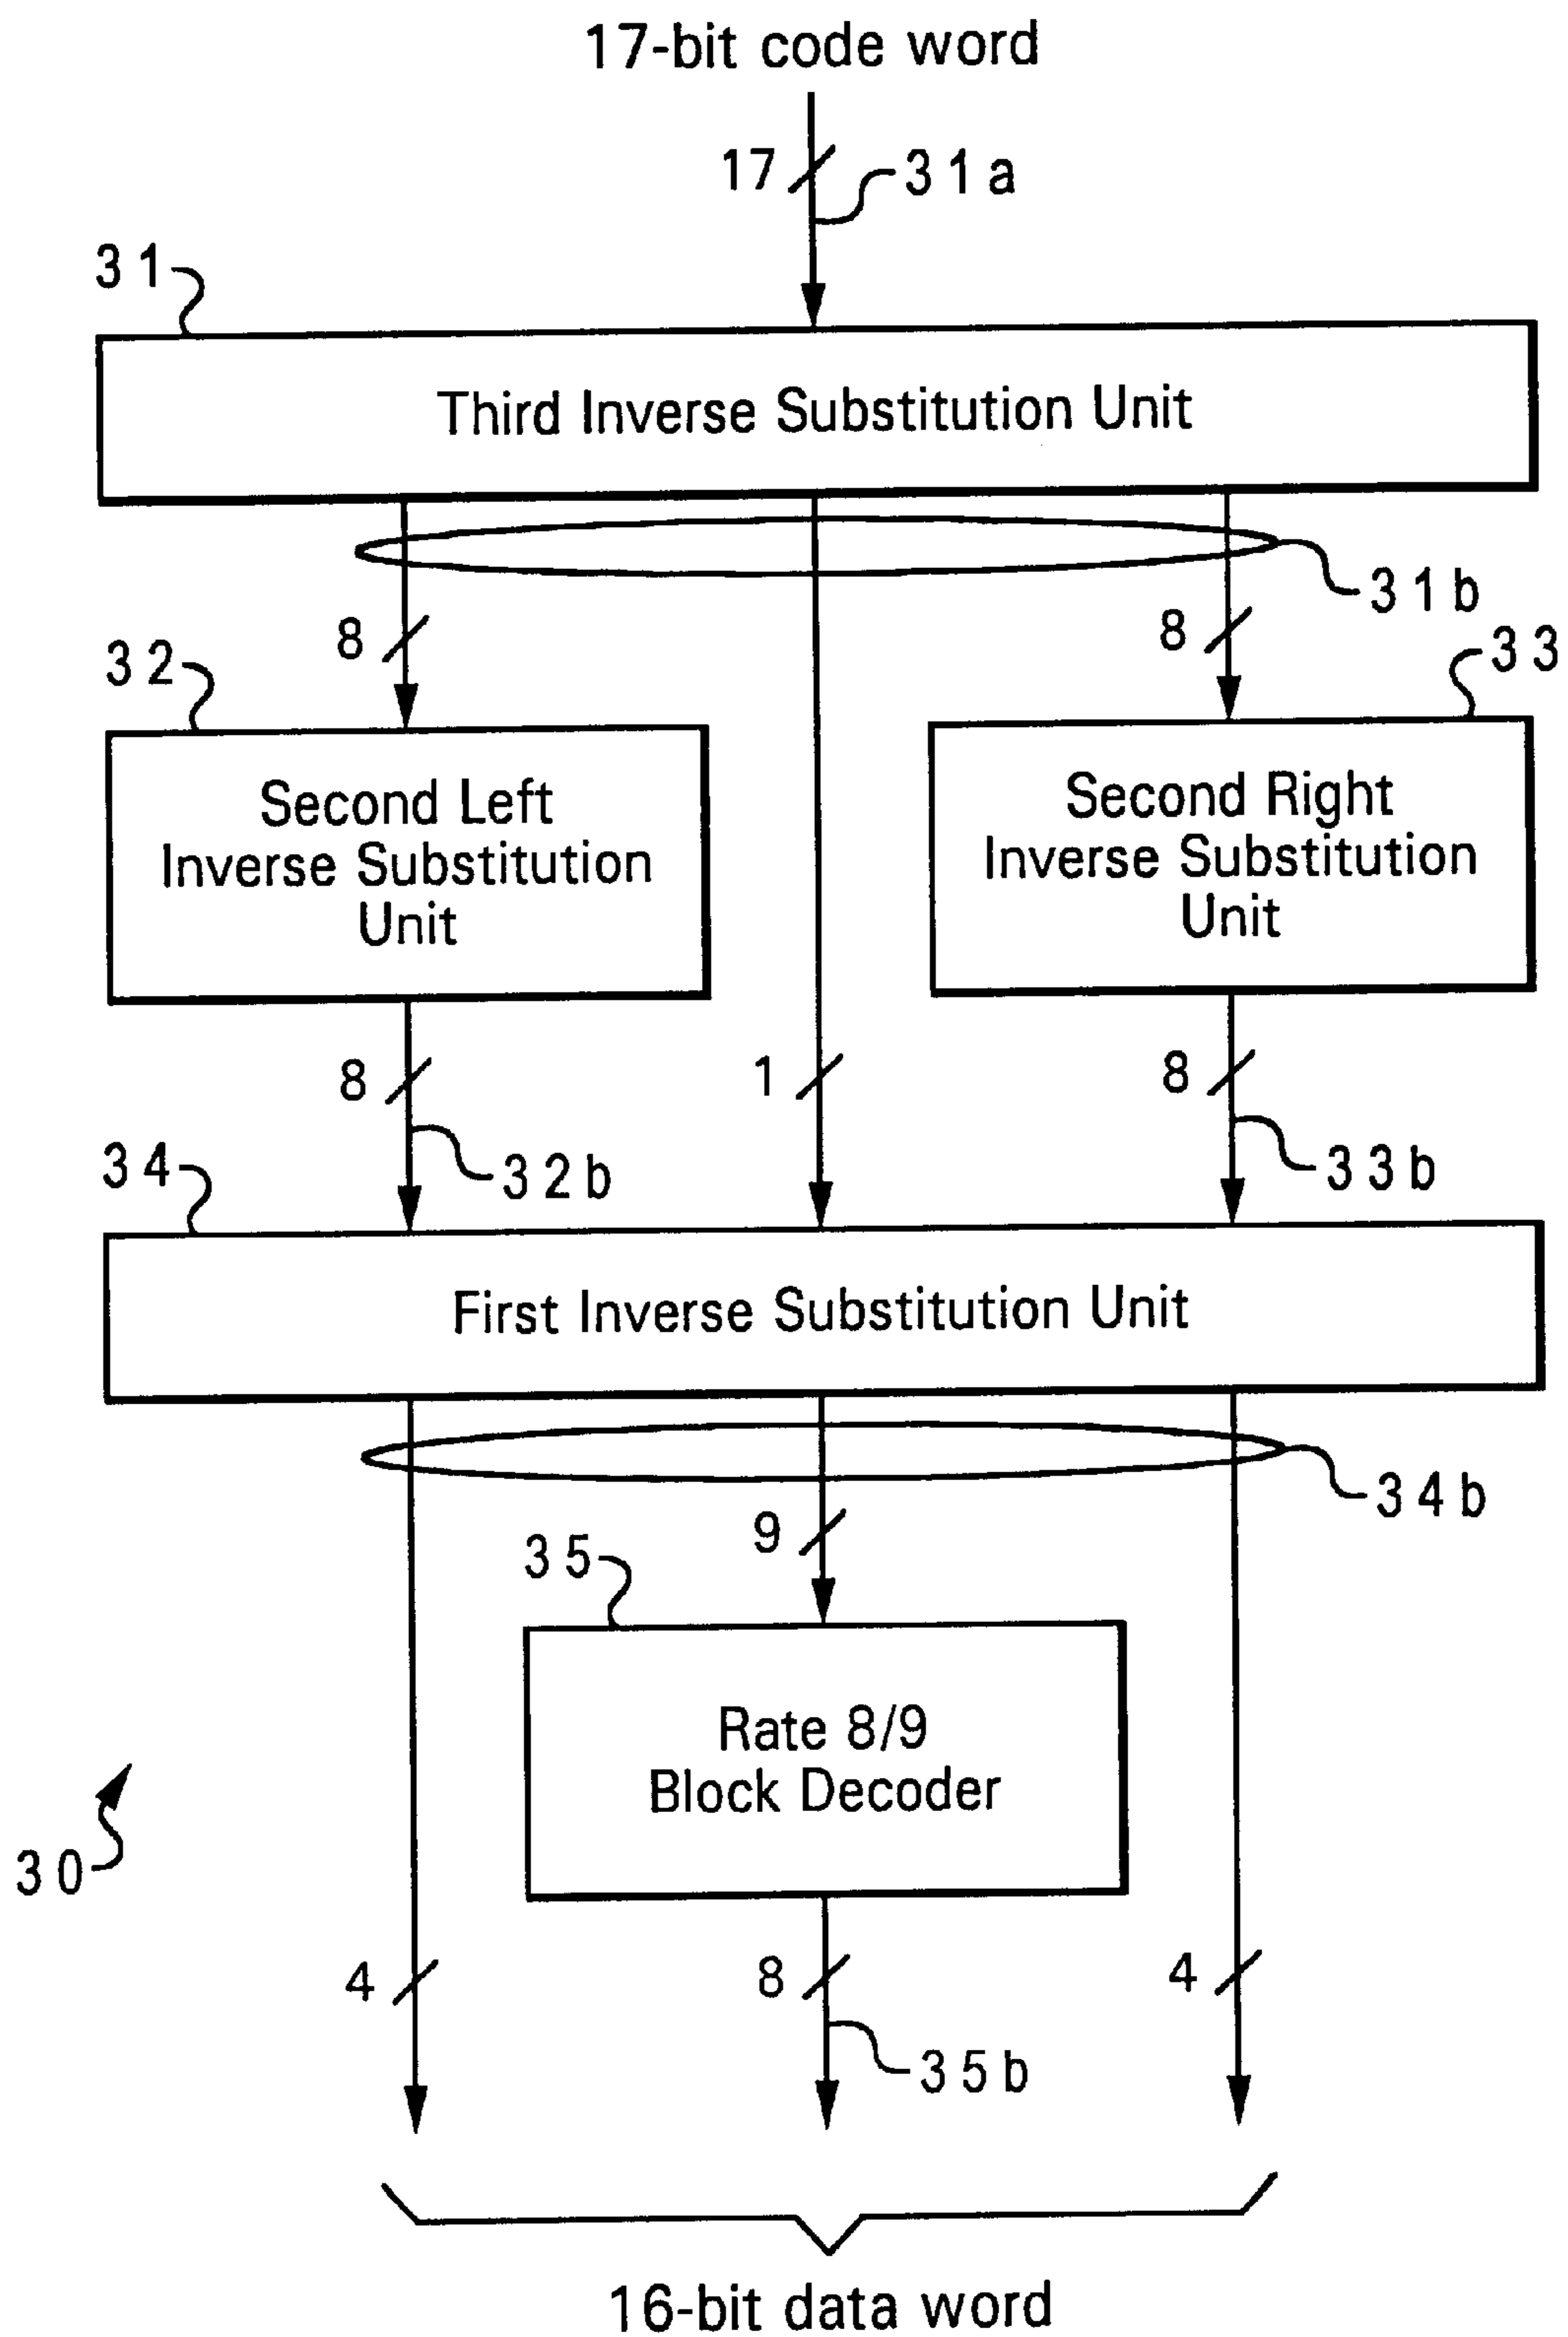 17-bit code word
17
31a
31
Third Inverse Substitution Unit
31b
8
8
32
33
Second Left
Inverse Substitution
Unit
Second Right
Inverse Substitution
Unit
8
1
8
32b
33b
34
First Inverse Substitution Unit
34b
9
35
Rate 8/9
Block Decoder
30
4
8
4
35b
16-bit data word